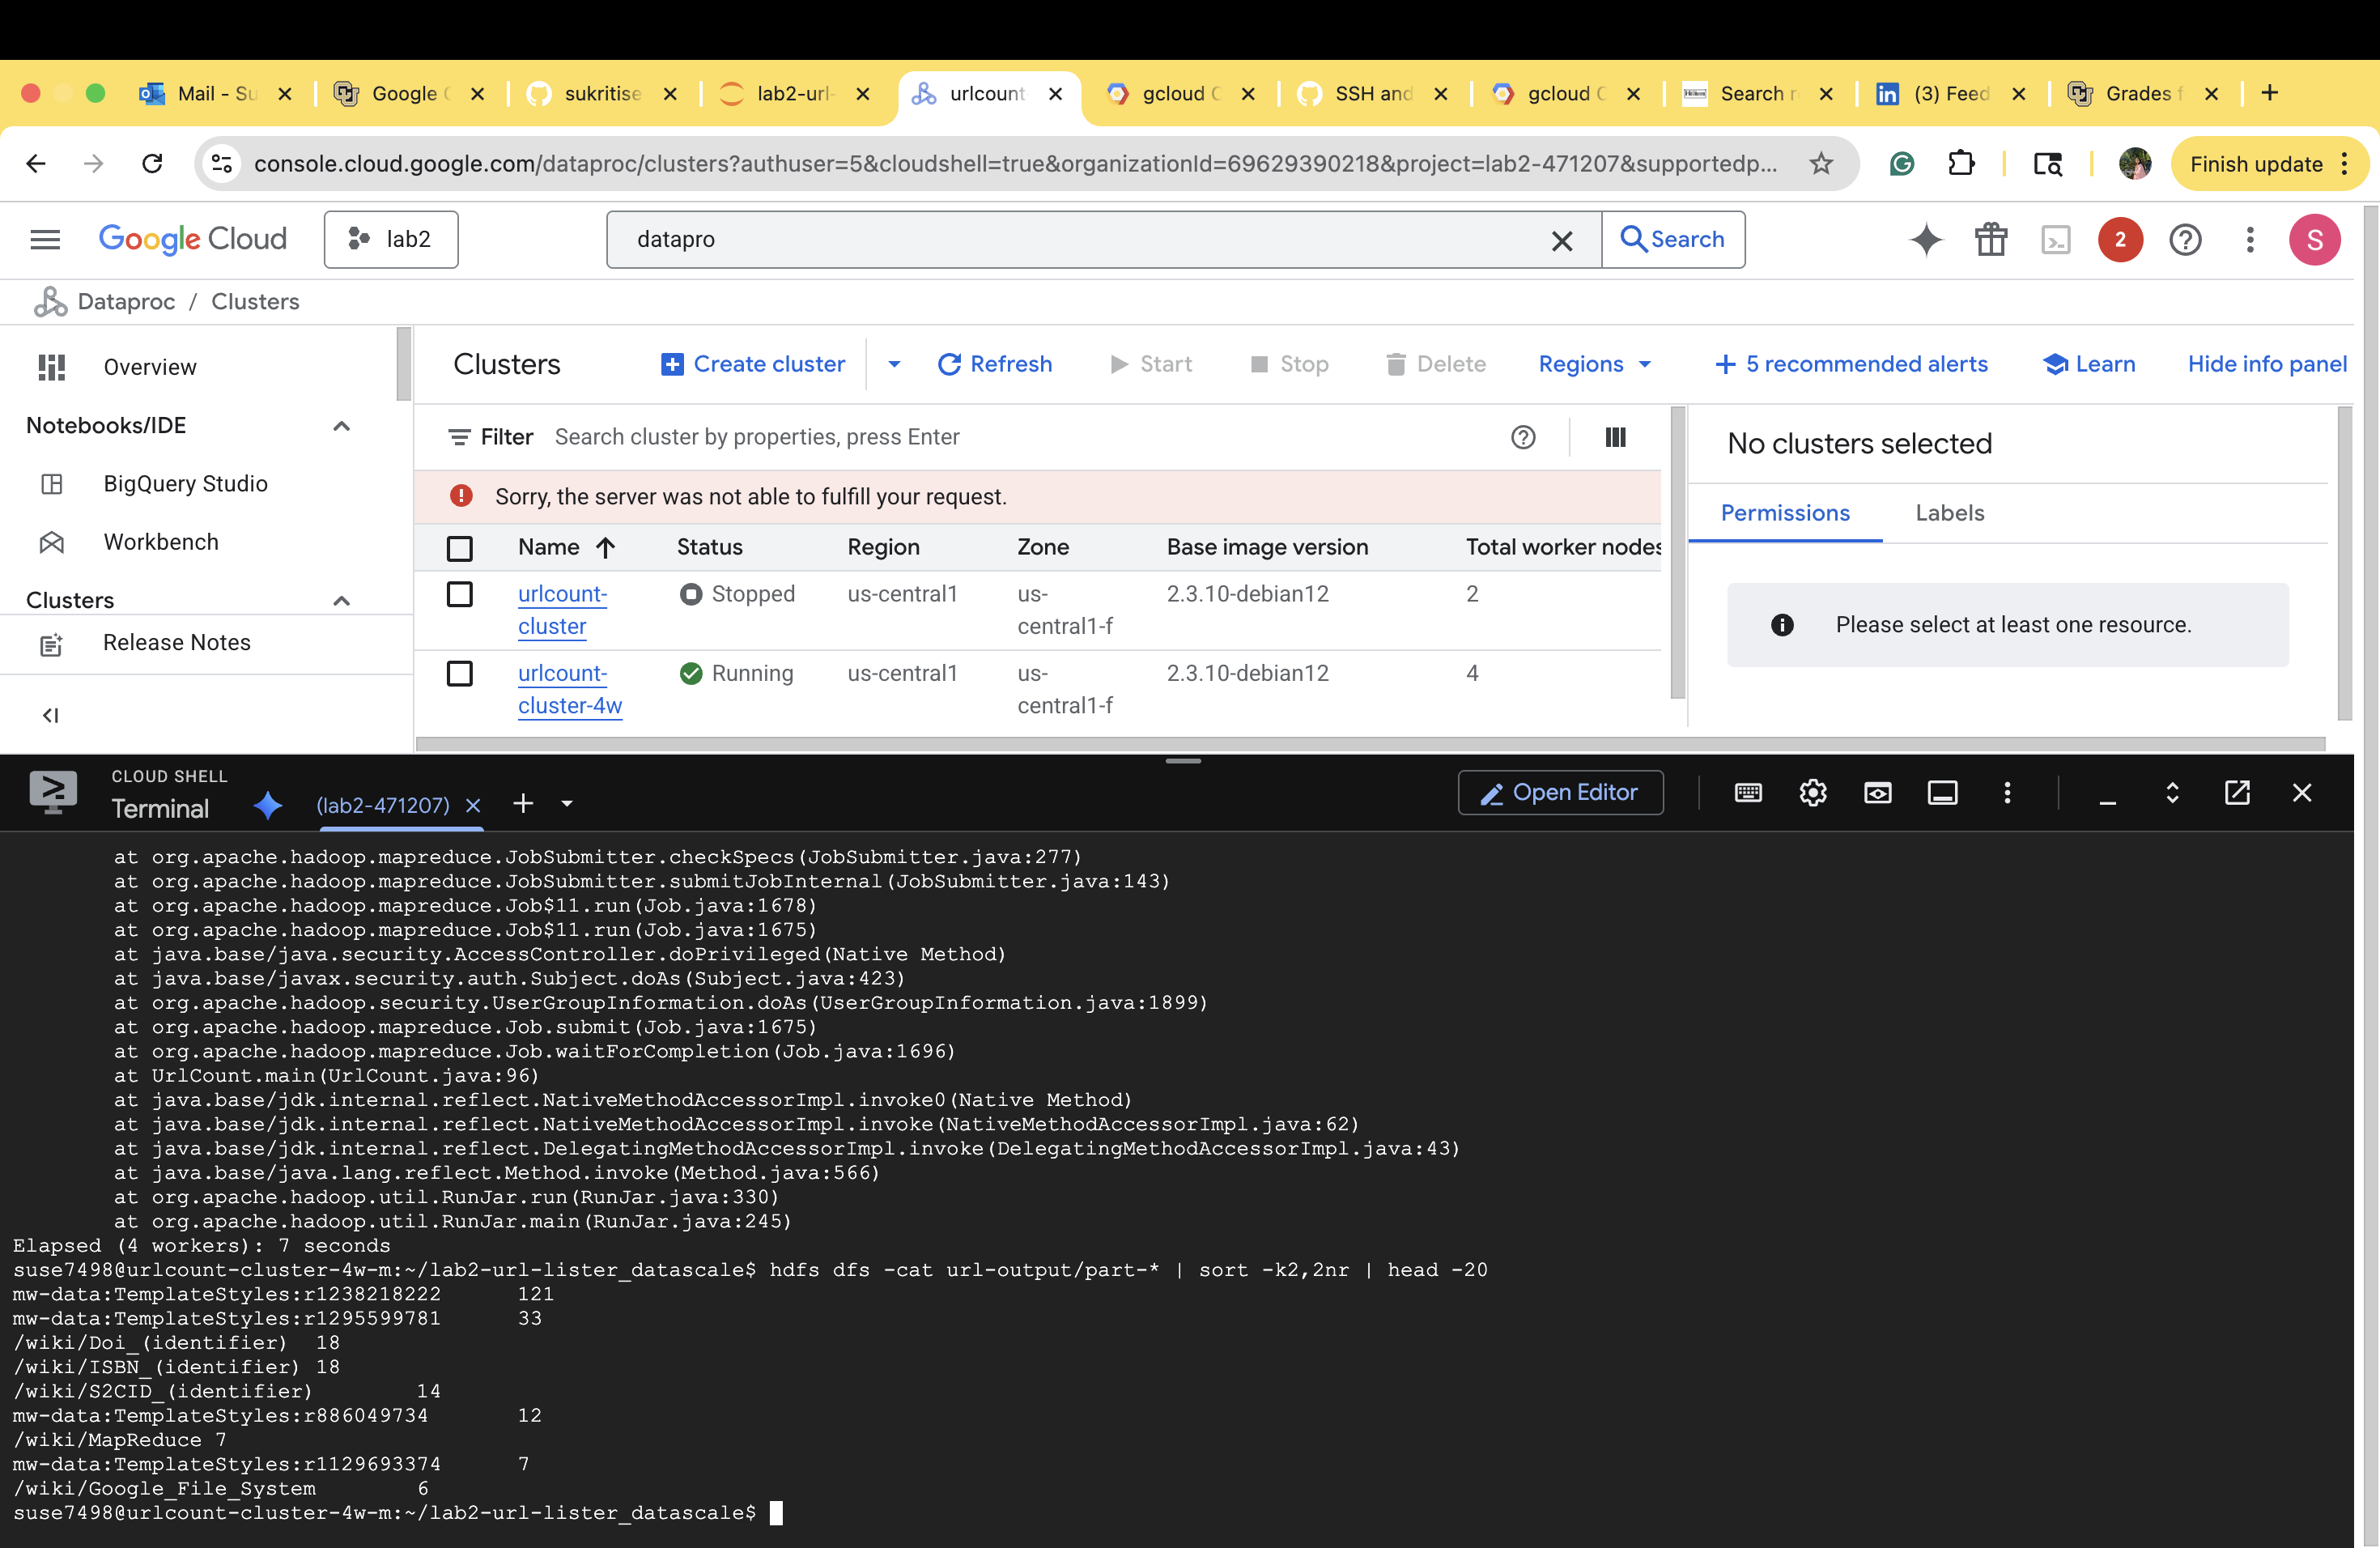 Mail - Su
Google C
sukritise
lab2-url-
urlcount
gcloud C
SSH and
gcloud C
Search r
(3) Feed
Grades f
console.cloud.google.com/dataproc/clusters?authuser=5&cloudshell=true&organizationId=69629390218&project=lab2-471207&supportedp...
Finish update
Google Cloud
lab2
datapro
Search
2
S
Dataproc / Clusters
Overview
Notebooks/IDE
BigQuery Studio
Workbench
Clusters
Release Notes
Clusters
Create cluster
Refresh
Start
Stop
Delete
Regions
5 recommended alerts
Learn
Hide info panel
Filter Search cluster by properties, press Enter
Sorry, the server was not able to fulfill your request.
Name Status Region Zone Base image version Total worker nodes
urlcount-cluster Stopped us-central1 us-central1-f 2.3.10-debian12 2
urlcount-cluster-4w Running us-central1 us-central1-f 2.3.10-debian12 4
No clusters selected
Permissions
Labels
Please select at least one resource.
CLOUD SHELL
Terminal
(lab2-471207)
Open Editor
at org.apache.hadoop.mapreduce.JobSubmitter.checkSpecs(JobSubmitter.java:277)
at org.apache.hadoop.mapreduce.JobSubmitter.submitJobInternal(JobSubmitter.java:143)
at org.apache.hadoop.mapreduce.Job$11.run(Job.java:1678)
at org.apache.hadoop.mapreduce.Job$11.run(Job.java:1675)
at java.base/java.security.AccessController.doPrivileged(Native Method)
at java.base/javax.security.auth.Subject.doAs(Subject.java:423)
at org.apache.hadoop.security.UserGroupInformation.doAs(UserGroupInformation.java:1899)
at org.apache.hadoop.mapreduce.Job.submit(Job.java:1675)
at org.apache.hadoop.mapreduce.Job.waitForCompletion(Job.java:1696)
at UrlCount.main(UrlCount.java:96)
at java.base/jdk.internal.reflect.NativeMethodAccessorImpl.invoke0(Native Method)
at java.base/jdk.internal.reflect.NativeMethodAccessorImpl.invoke(NativeMethodAccessorImpl.java:62)
at java.base/jdk.internal.reflect.DelegatingMethodAccessorImpl.invoke(DelegatingMethodAccessorImpl.java:43)
at java.base/java.lang.reflect.Method.invoke(Method.java:566)
at org.apache.hadoop.util.RunJar.run(RunJar.java:330)
at org.apache.hadoop.util.RunJar.main(RunJar.java:245)
Elapsed (4 workers): 7 seconds
suse7498@urlcount-cluster-4w-m:~/lab2-url-lister_datascale$ hdfs dfs -cat url-output/part-* | sort -k2,2nr | head -20
mw-data:TemplateStyles:r1238218222 121
mw-data:TemplateStyles:r1295599781 33
/wiki/Doi_(identifier) 18
/wiki/ISBN_(identifier) 18
/wiki/S2CID_(identifier) 14
mw-data:TemplateStyles:r886049734 12
/wiki/MapReduce 7
mw-data:TemplateStyles:r1129693374 7
/wiki/Google_File_System 6
suse7498@urlcount-cluster-4w-m:~/lab2-url-lister_datascale$